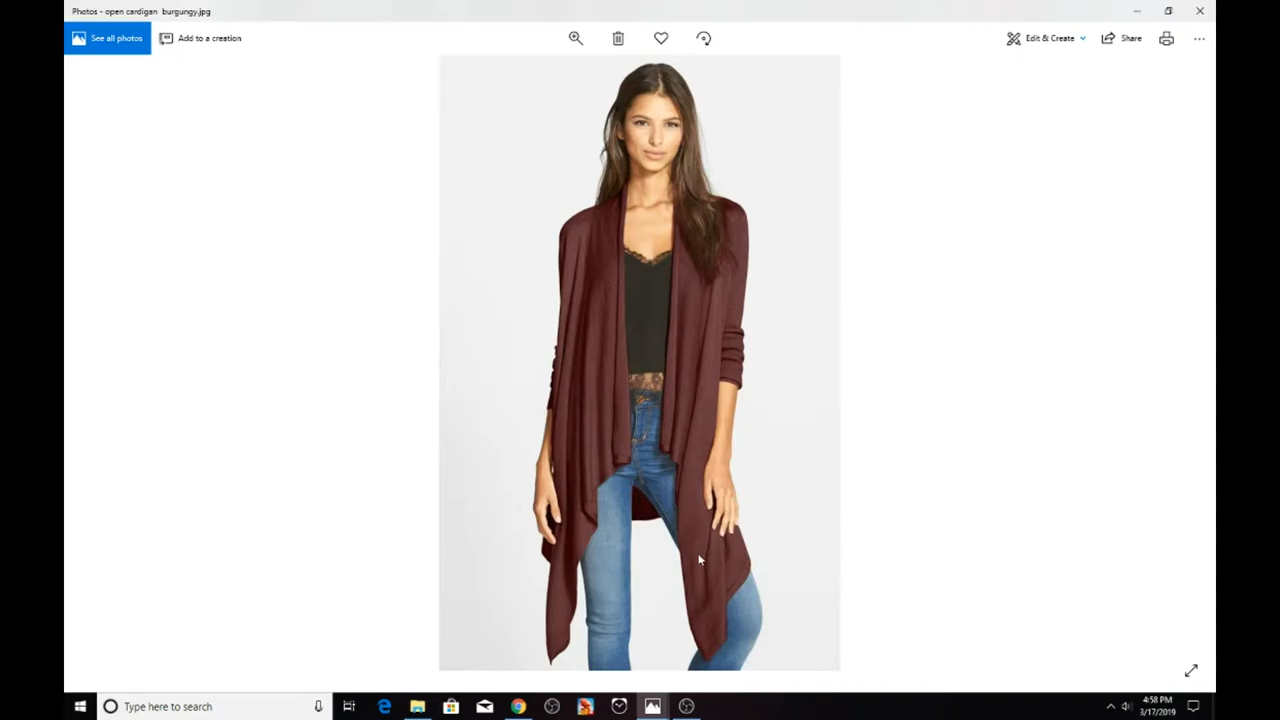 Photos - open cardigan burgungy.jpg
See all photos
Add to a creation
Edit & Create
Share
Type here to search
4:58 PM
3/17/2019